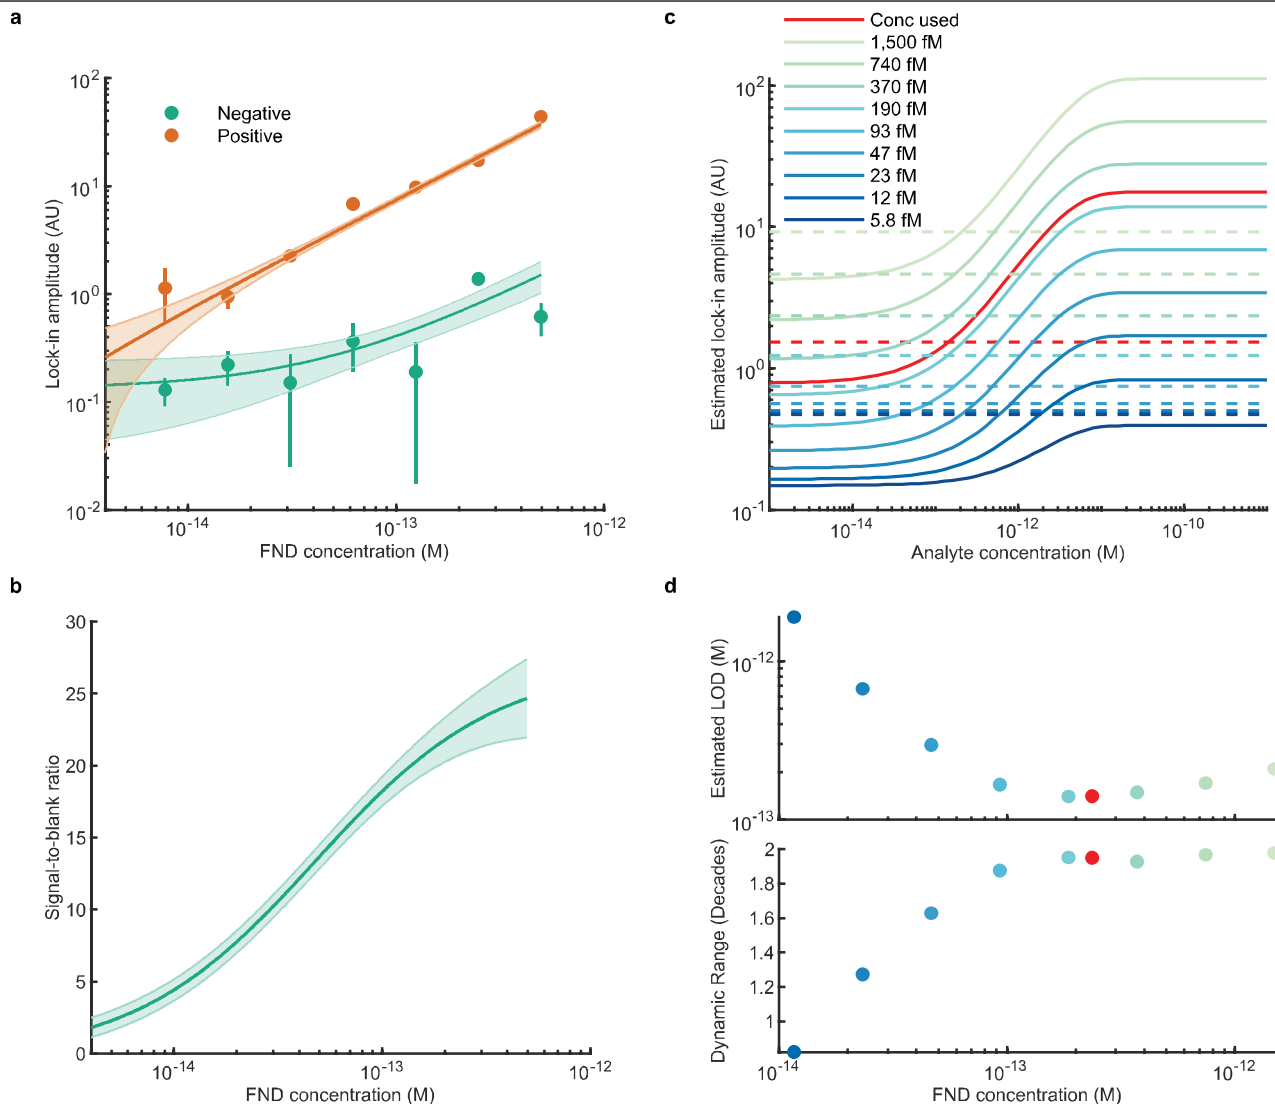 a
10^2
10^1
10^0
10^-1
10^-2
Lock-in amplitude (AU)
Negative
Positive
10^-14
10^-13
10^-12
FND concentration (M)
b
30
25
20
15
10
5
0
Signal-to-blank ratio
10^-14
10^-13
10^-12
FND concentration (M)
c
Conc used
1,500 fM
740 fM
370 fM
190 fM
93 fM
47 fM
23 fM
12 fM
5.8 fM
10^2
10^1
10^0
10^-1
Estimated lock-in amplitude (AU)
10^-14
10^-12
10^-10
Analyte concentration (M)
d
10^-12
10^-13
Estimated LOD (M)
2
1.8
1.6
1.4
1.2
1
Dynamic Range (Decades)
10^-14
10^-13
10^-12
FND concentration (M)